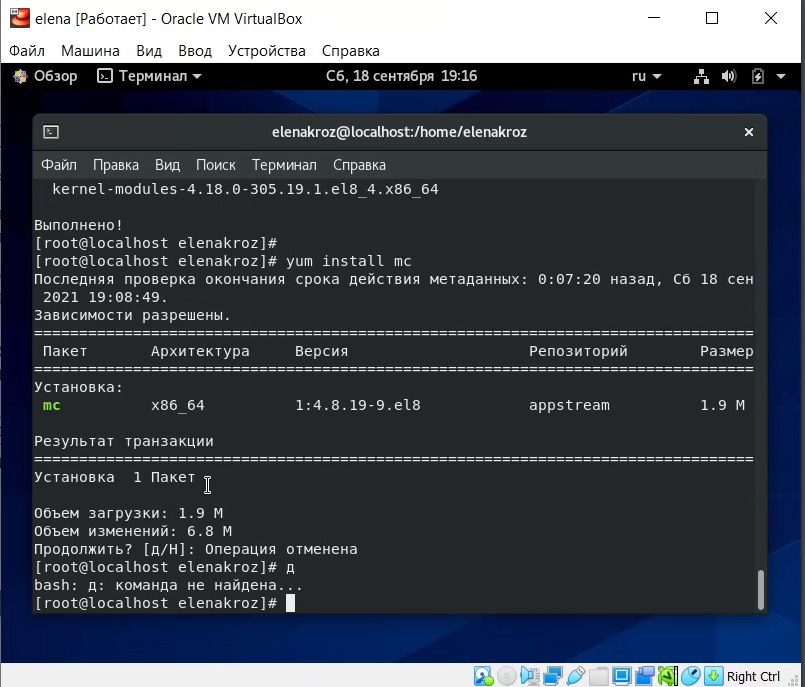 elena [Работает] - Oracle VM VirtualBox
Файл Машина Вид Ввод Устройства Справка
Обзор Терминал Сб, 18 сентября 19:16 ru
elenakroz@localhost:/home/elenakroz
Файл Правка Вид Поиск Терминал Справка
kernel-modules-4.18.0-305.19.1.el8_4.x86_64
Выполнено!
[root@localhost elenakroz]#
[root@localhost elenakroz]# yum install mc
Последняя проверка окончания срока действия метаданных: 0:07:20 назад, Сб 18 сен
2021 19:08:49.
Зависимости разрешены.
================================================================================
Пакет Архитектура Версия Репозиторий Размер
================================================================================
Установка:
mc x86_64 1:4.8.19-9.el8 appstream 1.9 M
Результат транзакции
================================================================================
Установка 1 Пакет
Объем загрузки: 1.9 M
Объем изменений: 6.8 M
Продолжить? [д/Н]: Операция отменена
[root@localhost elenakroz]# д
bash: д: команда не найдена...
[root@localhost elenakroz]#
Right Ctrl